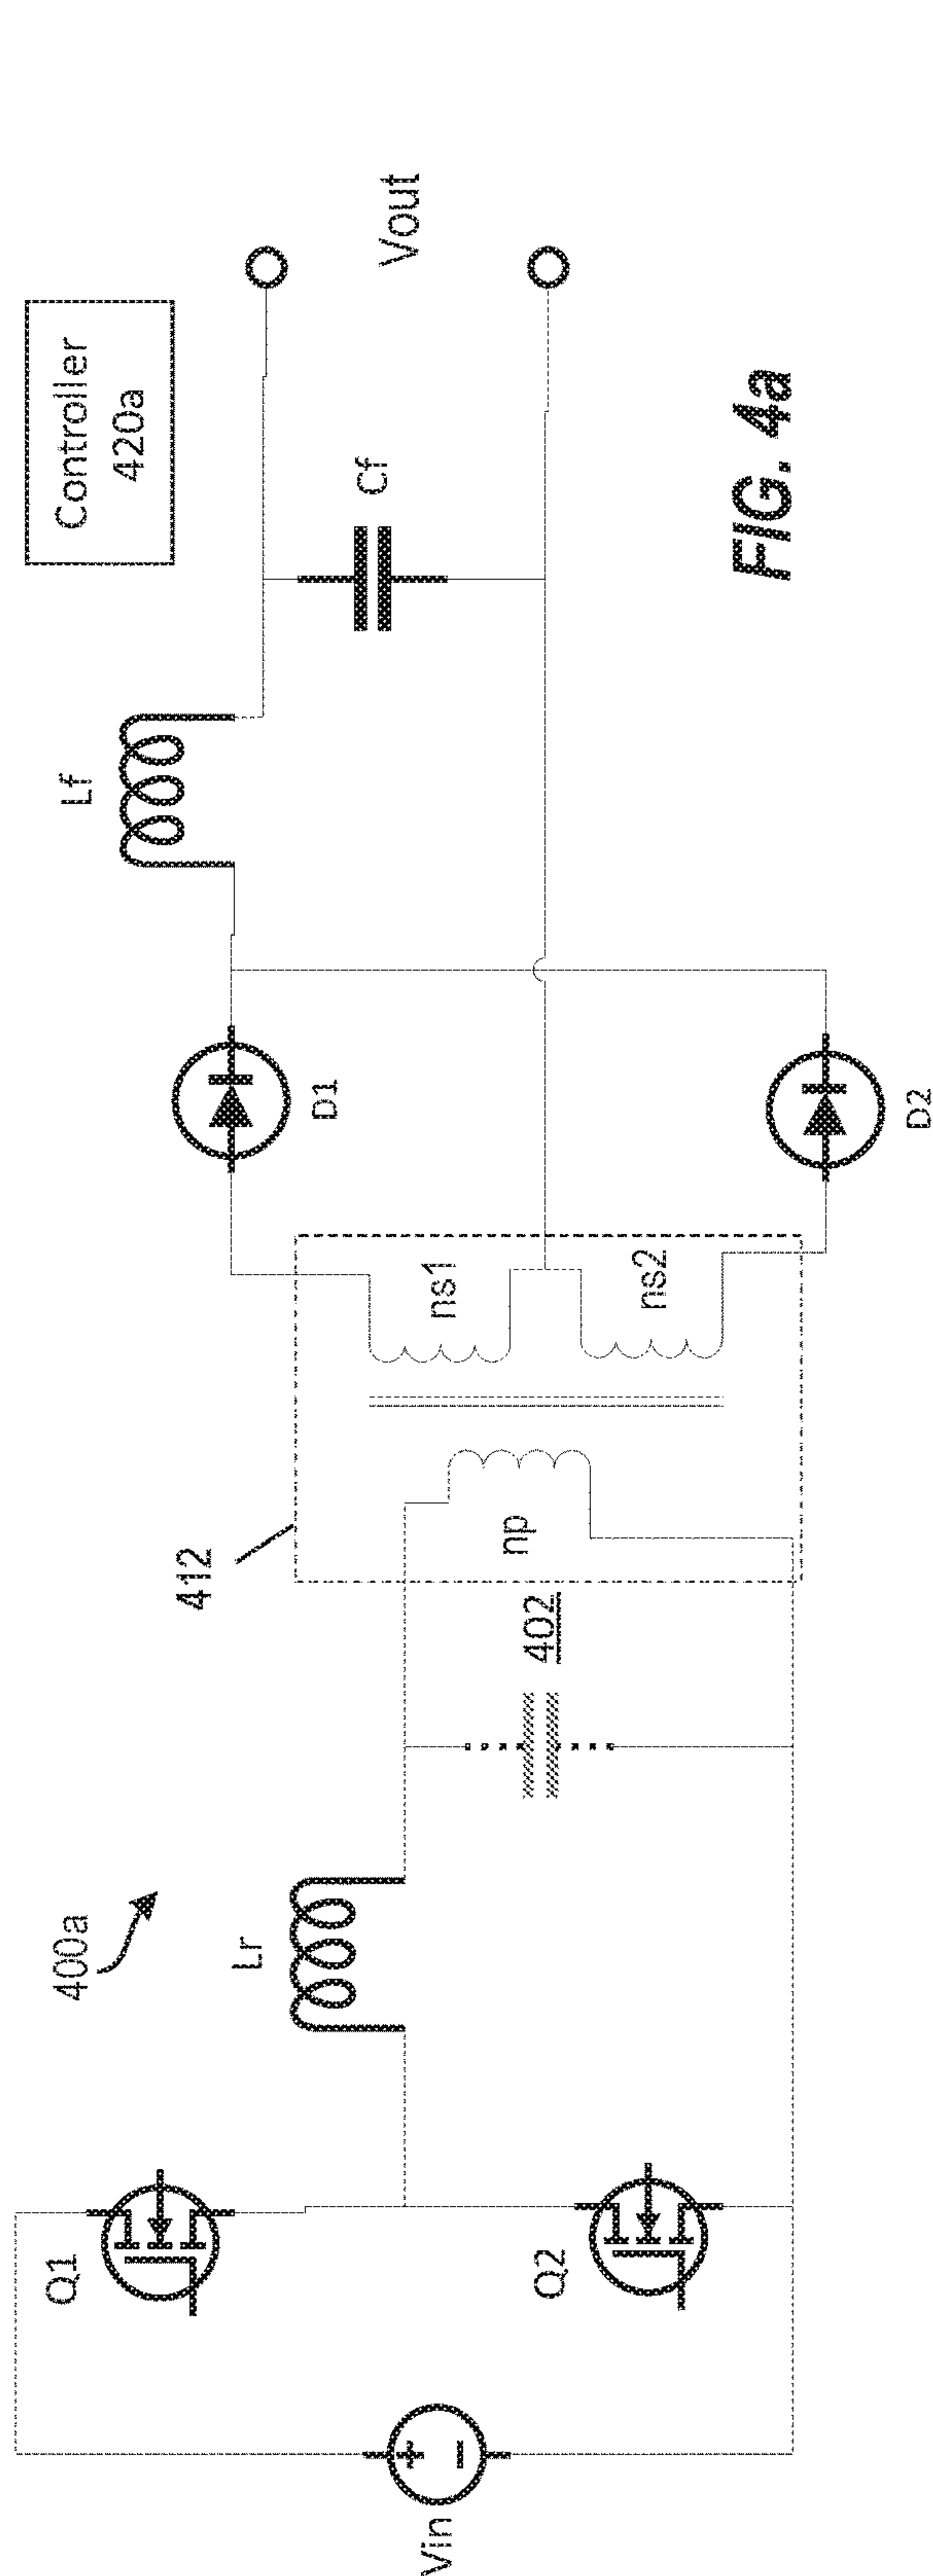 400a
Controller
420a
Vin
+
−
Q1
Q2
Lr
402
412
np
ns1
ns2
D1
D2
Lf
Cf
Vout
FIG. 4a